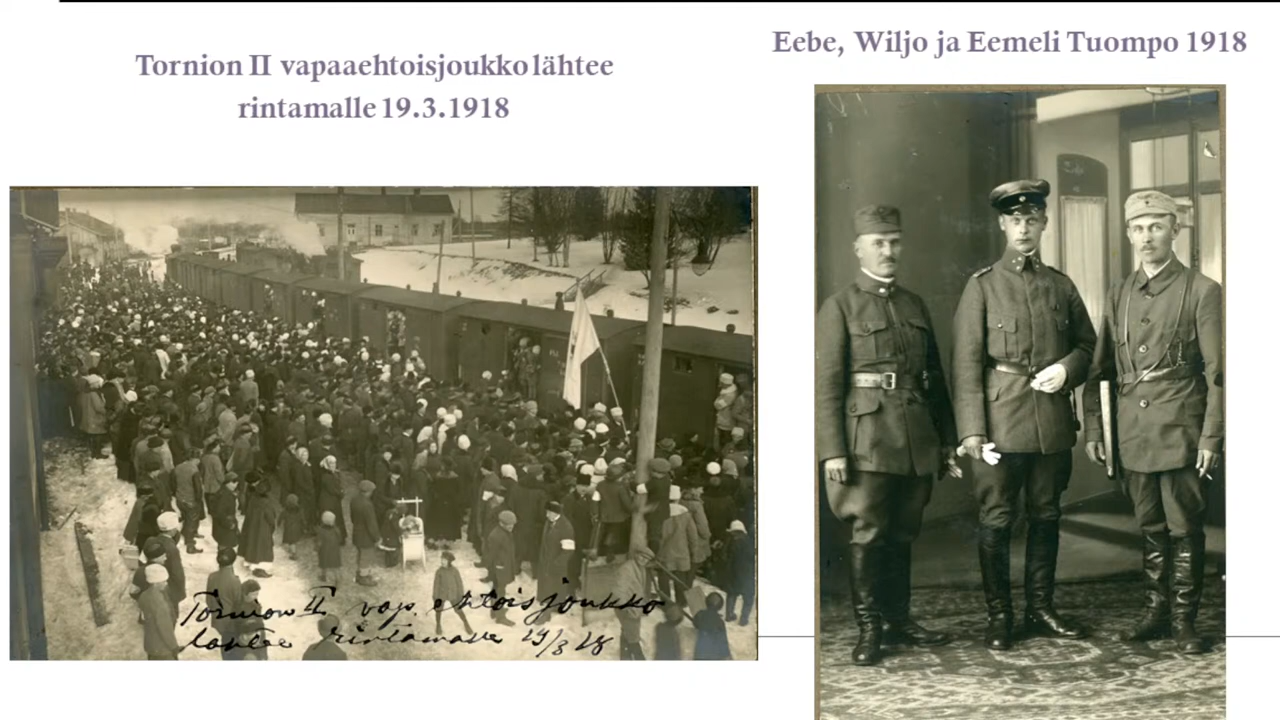 Tornion II vapaaehtoisjoukko lähtee
rintamalle 19.3.1918
Eebe, Wiljo ja Eemeli Tuompo 1918
Tornion II vap. ehtoisjoukko
lähtee rintamalle 19/3 18